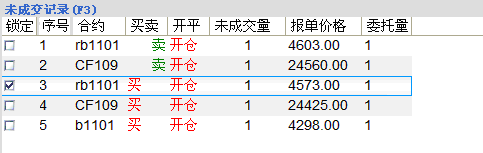 未成交记录(F3)
锁定 序号 合约 买卖 开平 未成交量 报单价格 委托量
1 rb1101 卖 开仓 1 4603.00 1
2 CF109 卖 开仓 1 24560.00 1
3 rb1101 买 开仓 1 4573.00 1
4 CF109 买 开仓 1 24425.00 1
5 b1101 买 开仓 1 4298.00 1